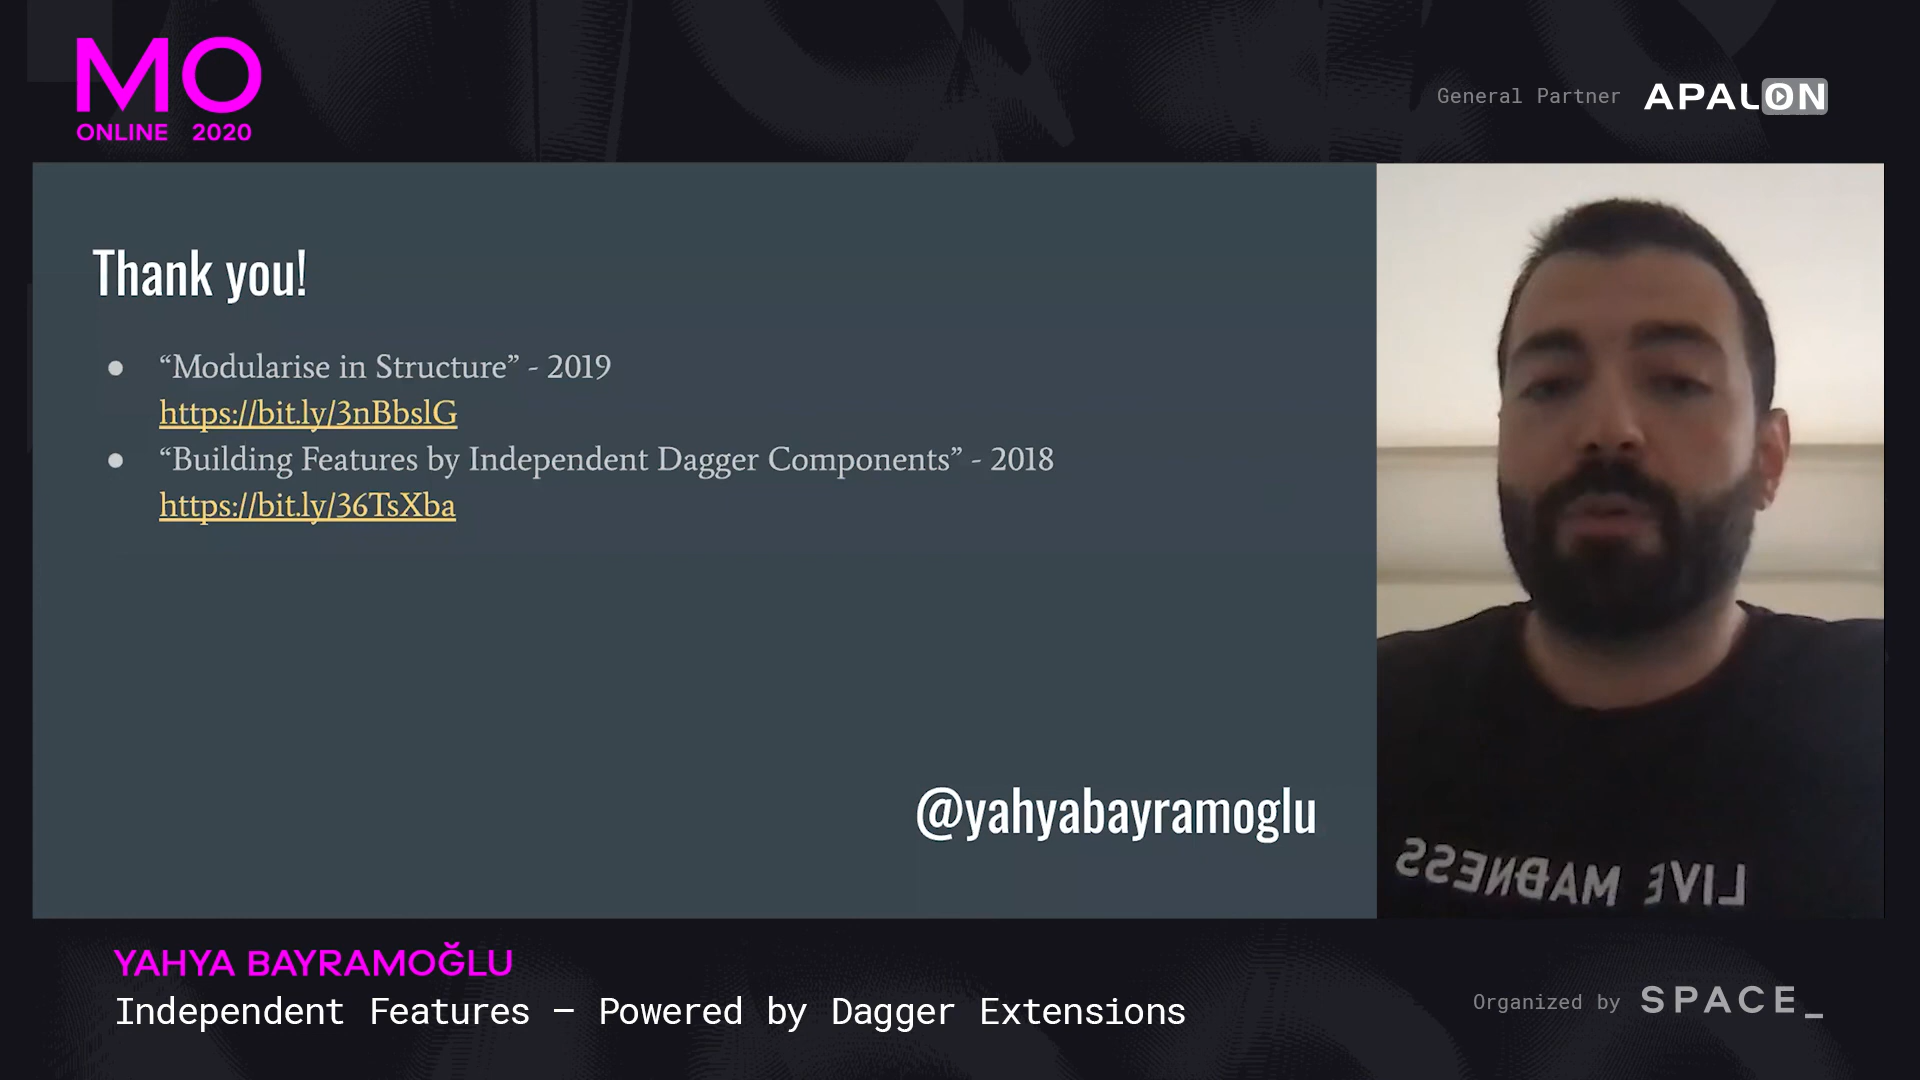 MO
ONLINE 2020
General Partner APALON
Thank you!
● “Modularise in Structure” - 2019
https://bit.ly/3nBbslG
● “Building Features by Independent Dagger Components” - 2018
https://bit.ly/36TsXba
@yahyabayramoglu
LIVE MADNESS
YAHYA BAYRAMOĞLU
Independent Features — Powered by Dagger Extensions
Organized by SPACE_